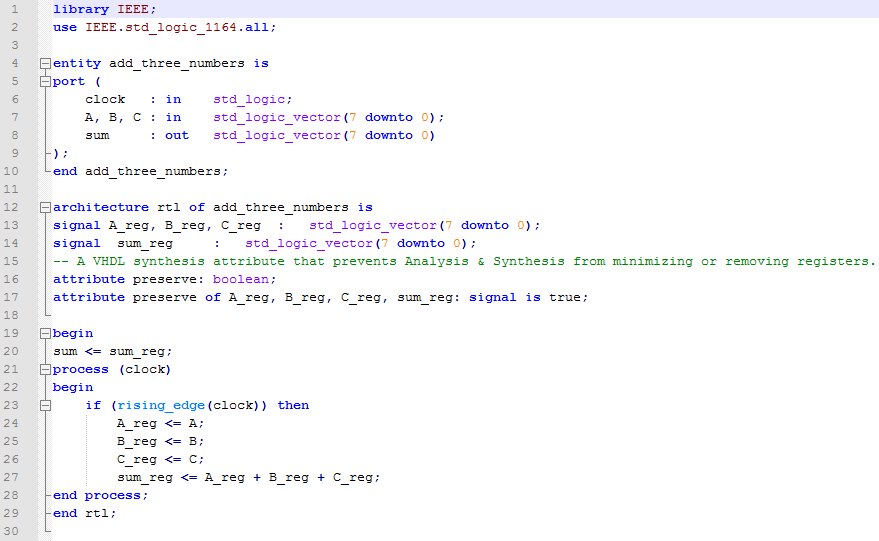 1 library IEEE;
2 use IEEE.std_logic_1164.all;
3
4 entity add_three_numbers is
5 port (
6 clock : in std_logic;
7 A, B, C : in std_logic_vector(7 downto 0);
8 sum : out std_logic_vector(7 downto 0)
9 );
10 end add_three_numbers;
11
12 architecture rtl of add_three_numbers is
13 signal A_reg, B_reg, C_reg : std_logic_vector(7 downto 0);
14 signal sum_reg : std_logic_vector(7 downto 0);
15 -- A VHDL synthesis attribute that prevents Analysis & Synthesis from minimizing or removing registers.
16 attribute preserve: boolean;
17 attribute preserve of A_reg, B_reg, C_reg, sum_reg: signal is true;
18
19 begin
20 sum <= sum_reg;
21 process (clock)
22 begin
23 if (rising_edge(clock)) then
24 A_reg <= A;
25 B_reg <= B;
26 C_reg <= C;
27 sum_reg <= A_reg + B_reg + C_reg;
28 end process;
29 end rtl;
30